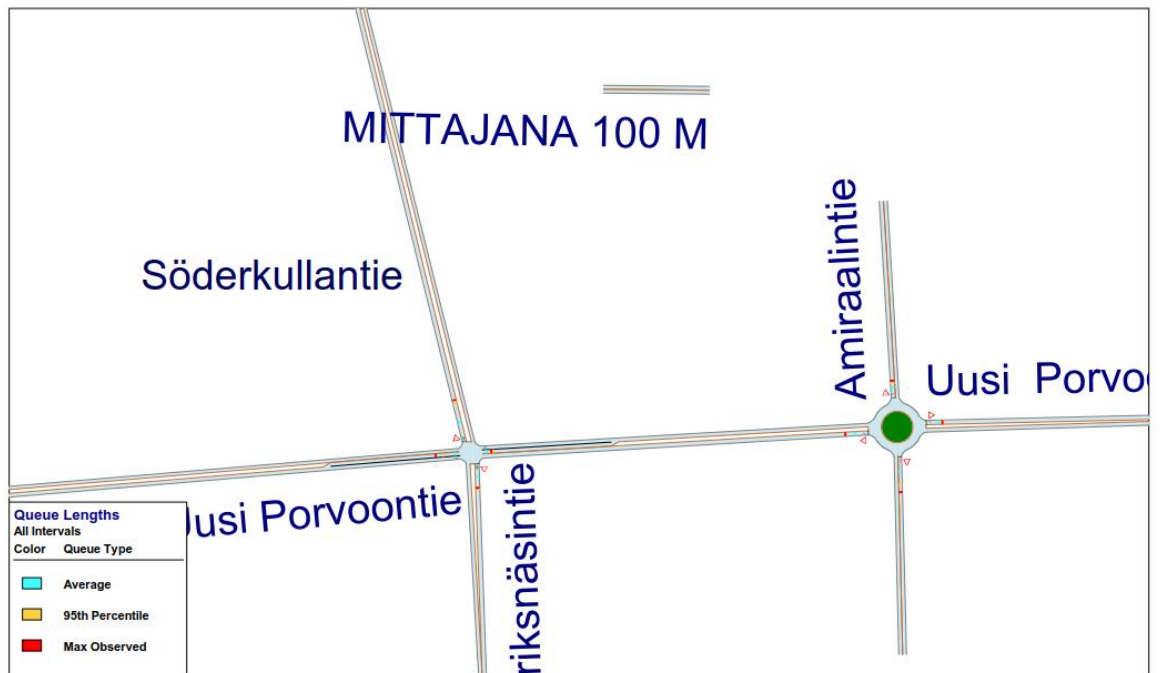 MITTAJANA 100 M
Söderkullantie
Amiraalintie
Uusi Porvoo
Uusi Porvoontie
riksnäsintie
Queue Lengths
All Intervals
Color Queue Type
Average
95th Percentile
Max Observed